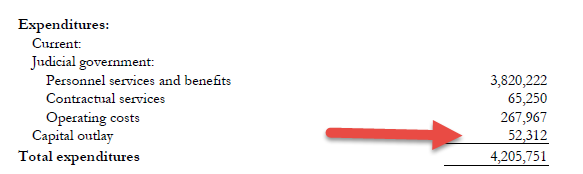 Expenditures:
Current:
Judicial government:
Personnel services and benefits 3,820,222
Contractual services 65,250
Operating costs 267,967
Capital outlay 52,312
Total expenditures 4,205,751